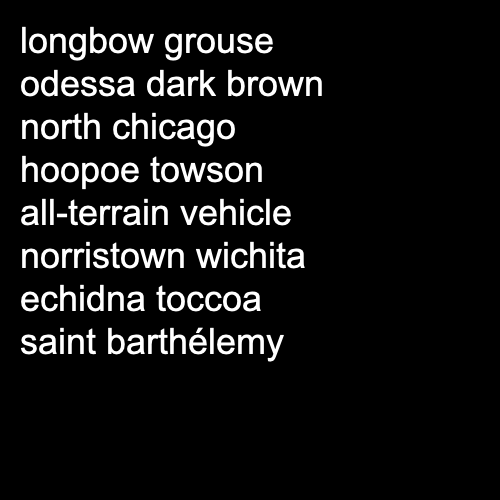 longbow grouse
odessa dark brown
north chicago
hoopoe towson
all-terrain vehicle
norristown wichita
echidna toccoa
saint barthélemy